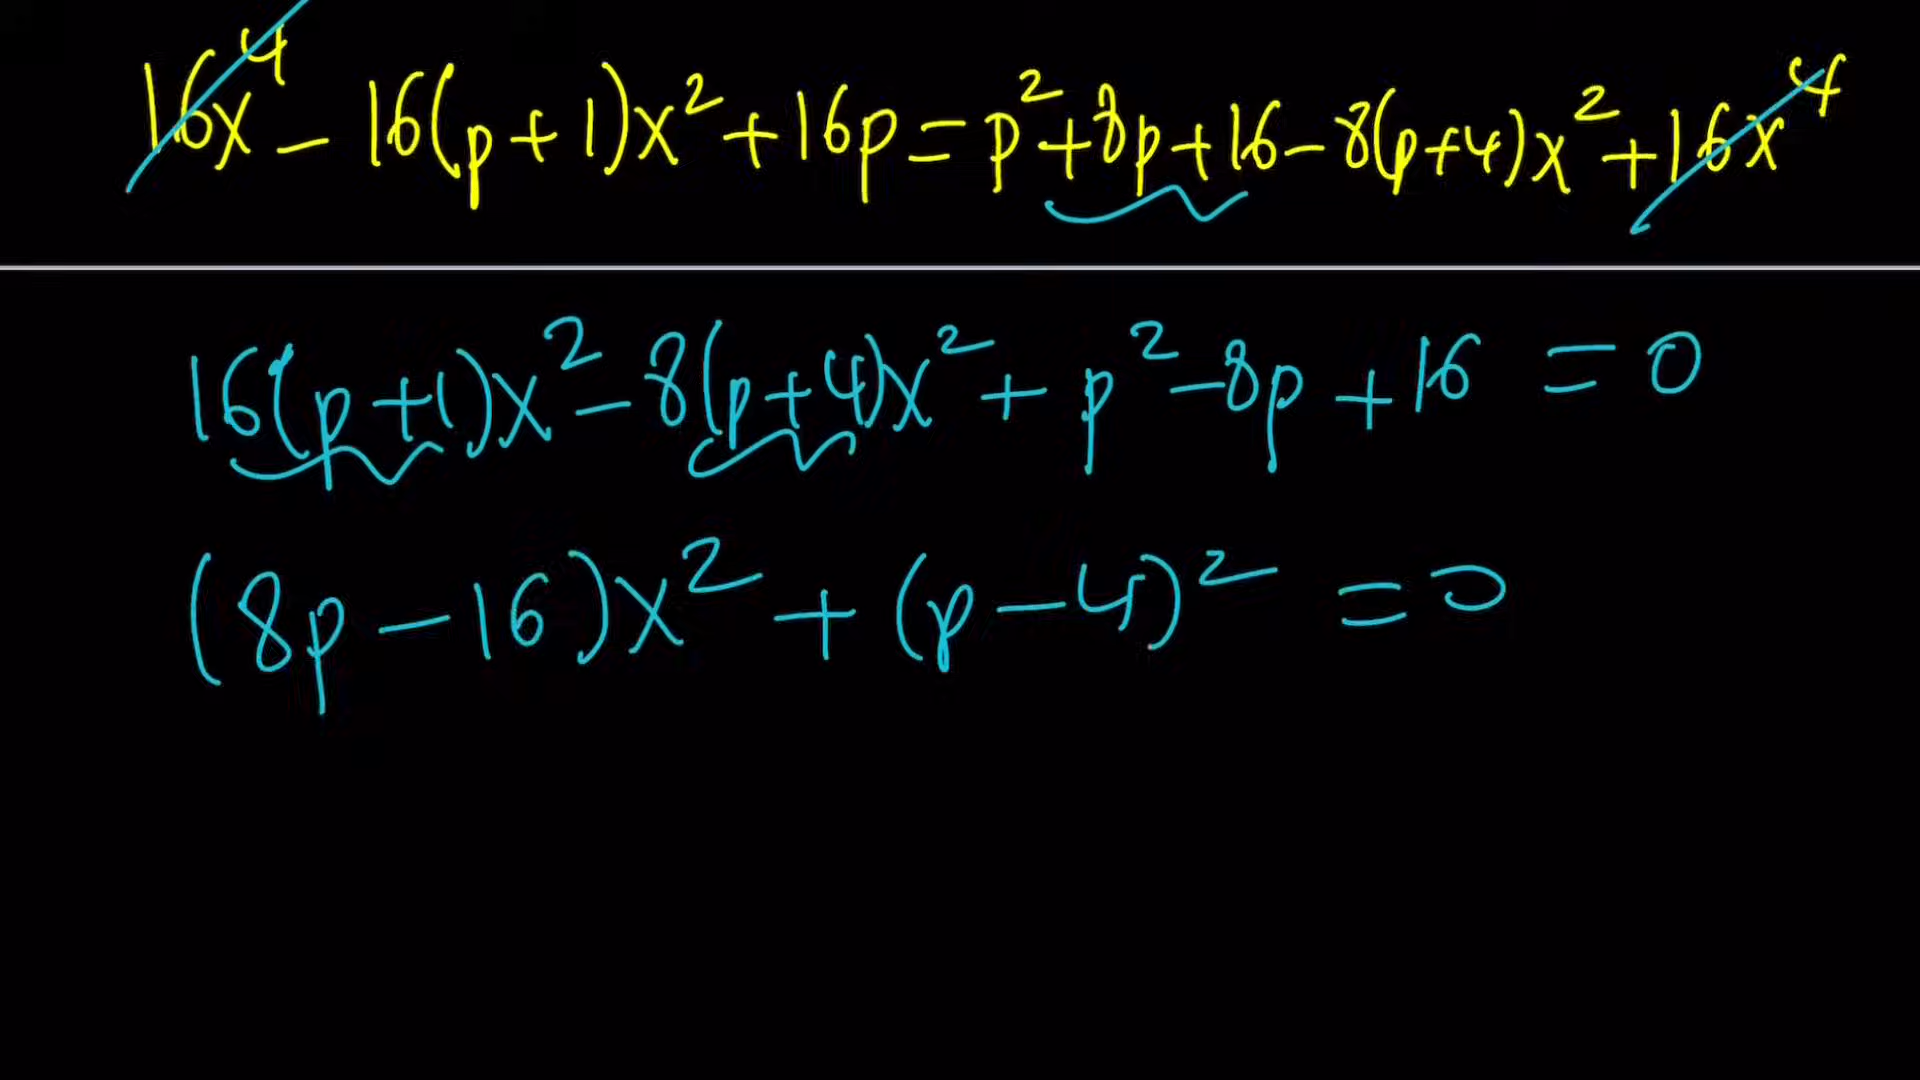 16x⁴ - 16(p+1)x² + 16p = p² + 8p + 16 - 8(p+4)x² + 16x⁴
16(p+1)x² - 8(p+4)x² + p² - 8p + 16 = 0
(8p - 16)x² + (p - 4)² = 0